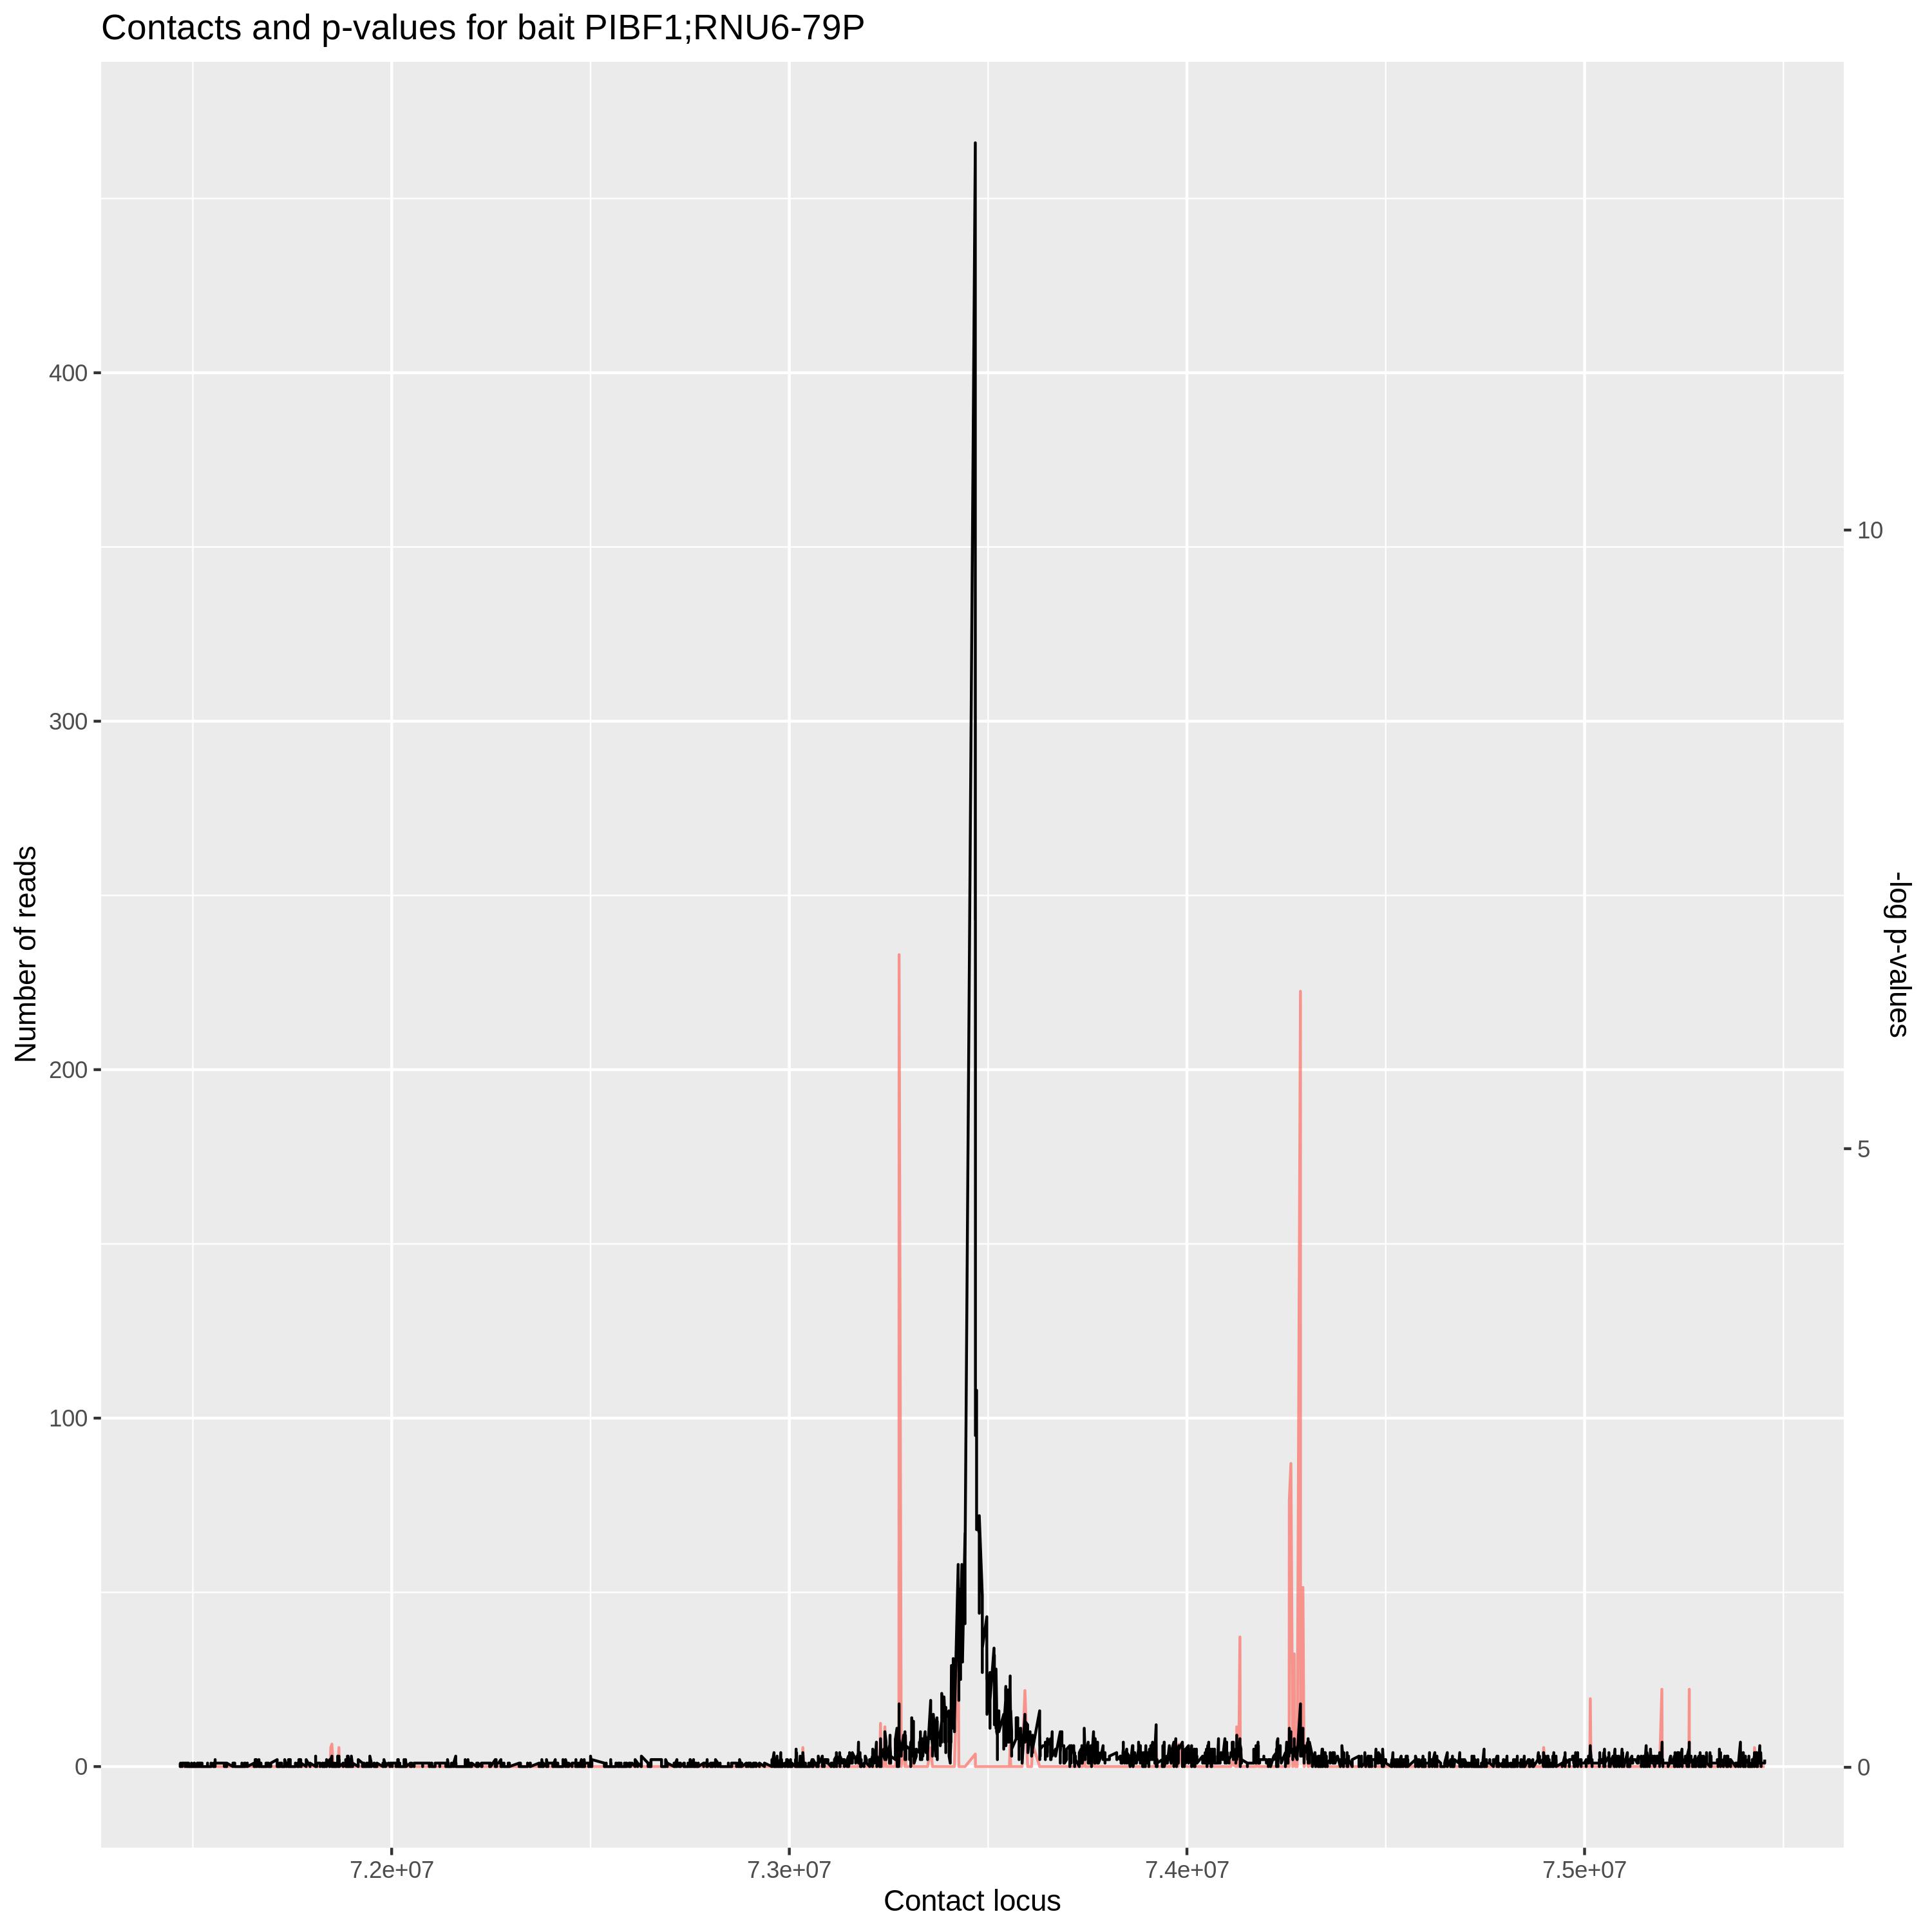 Contacts and p-values for bait PIBF1;RNU6-79P
400
300
200
100
0
Number of reads
10
5
0
-log p-values
7.2e+07
7.3e+07
7.4e+07
7.5e+07
Contact locus